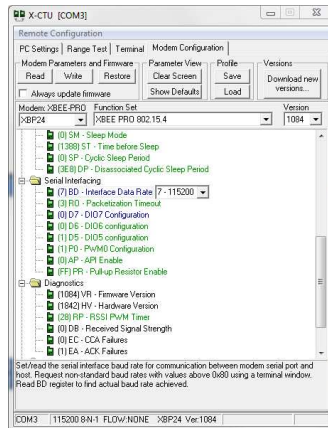 X-CTU [COM3]
Remote Configuration
PC Settings Range Test Terminal Modem Configuration
Modem Parameters and Firmware Parameter View Profile Versions
Read Write Restore Clear Screen Save Download new versions...
Always update firmware Show Defaults Load
Modem: XBEE-PRO Function Set Version
XBP24 XBEE PRO 802.15.4 1084
(0) SM - Sleep Mode
(1388) ST - Time before Sleep
(0) SP - Cyclic Sleep Period
(3E8) DP - Disassociated Cyclic Sleep Period
Serial Interfacing
(7) BD - Interface Data Rate 7 - 115200
(3) RO - Packetization Timeout
(0) D7 - DIO7 Configuration
(0) D6 - DIO6 configuration
(1) D5 - DIO5 configuration
(1) P0 - PWM0 Configuration
(0) AP - API Enable
(FF) PR - Pull-up Resistor Enable
Diagnostics
(1084) VR - Firmware Version
(1842) HV - Hardware Version
(28) RP - RSSI PWM Timer
(0) DB - Received Signal Strength
(0) EC - CCA Failures
(1) EA - ACK Failures
Set/read the serial interface baud rate for communication between modem serial port and
host. Request non-standard baud rates with values above 0x80 using a terminal window.
Read BD register to find actual baud rate achieved.
COM3 115200 8-N-1 FLOW:NONE XBP24 Ver:1084